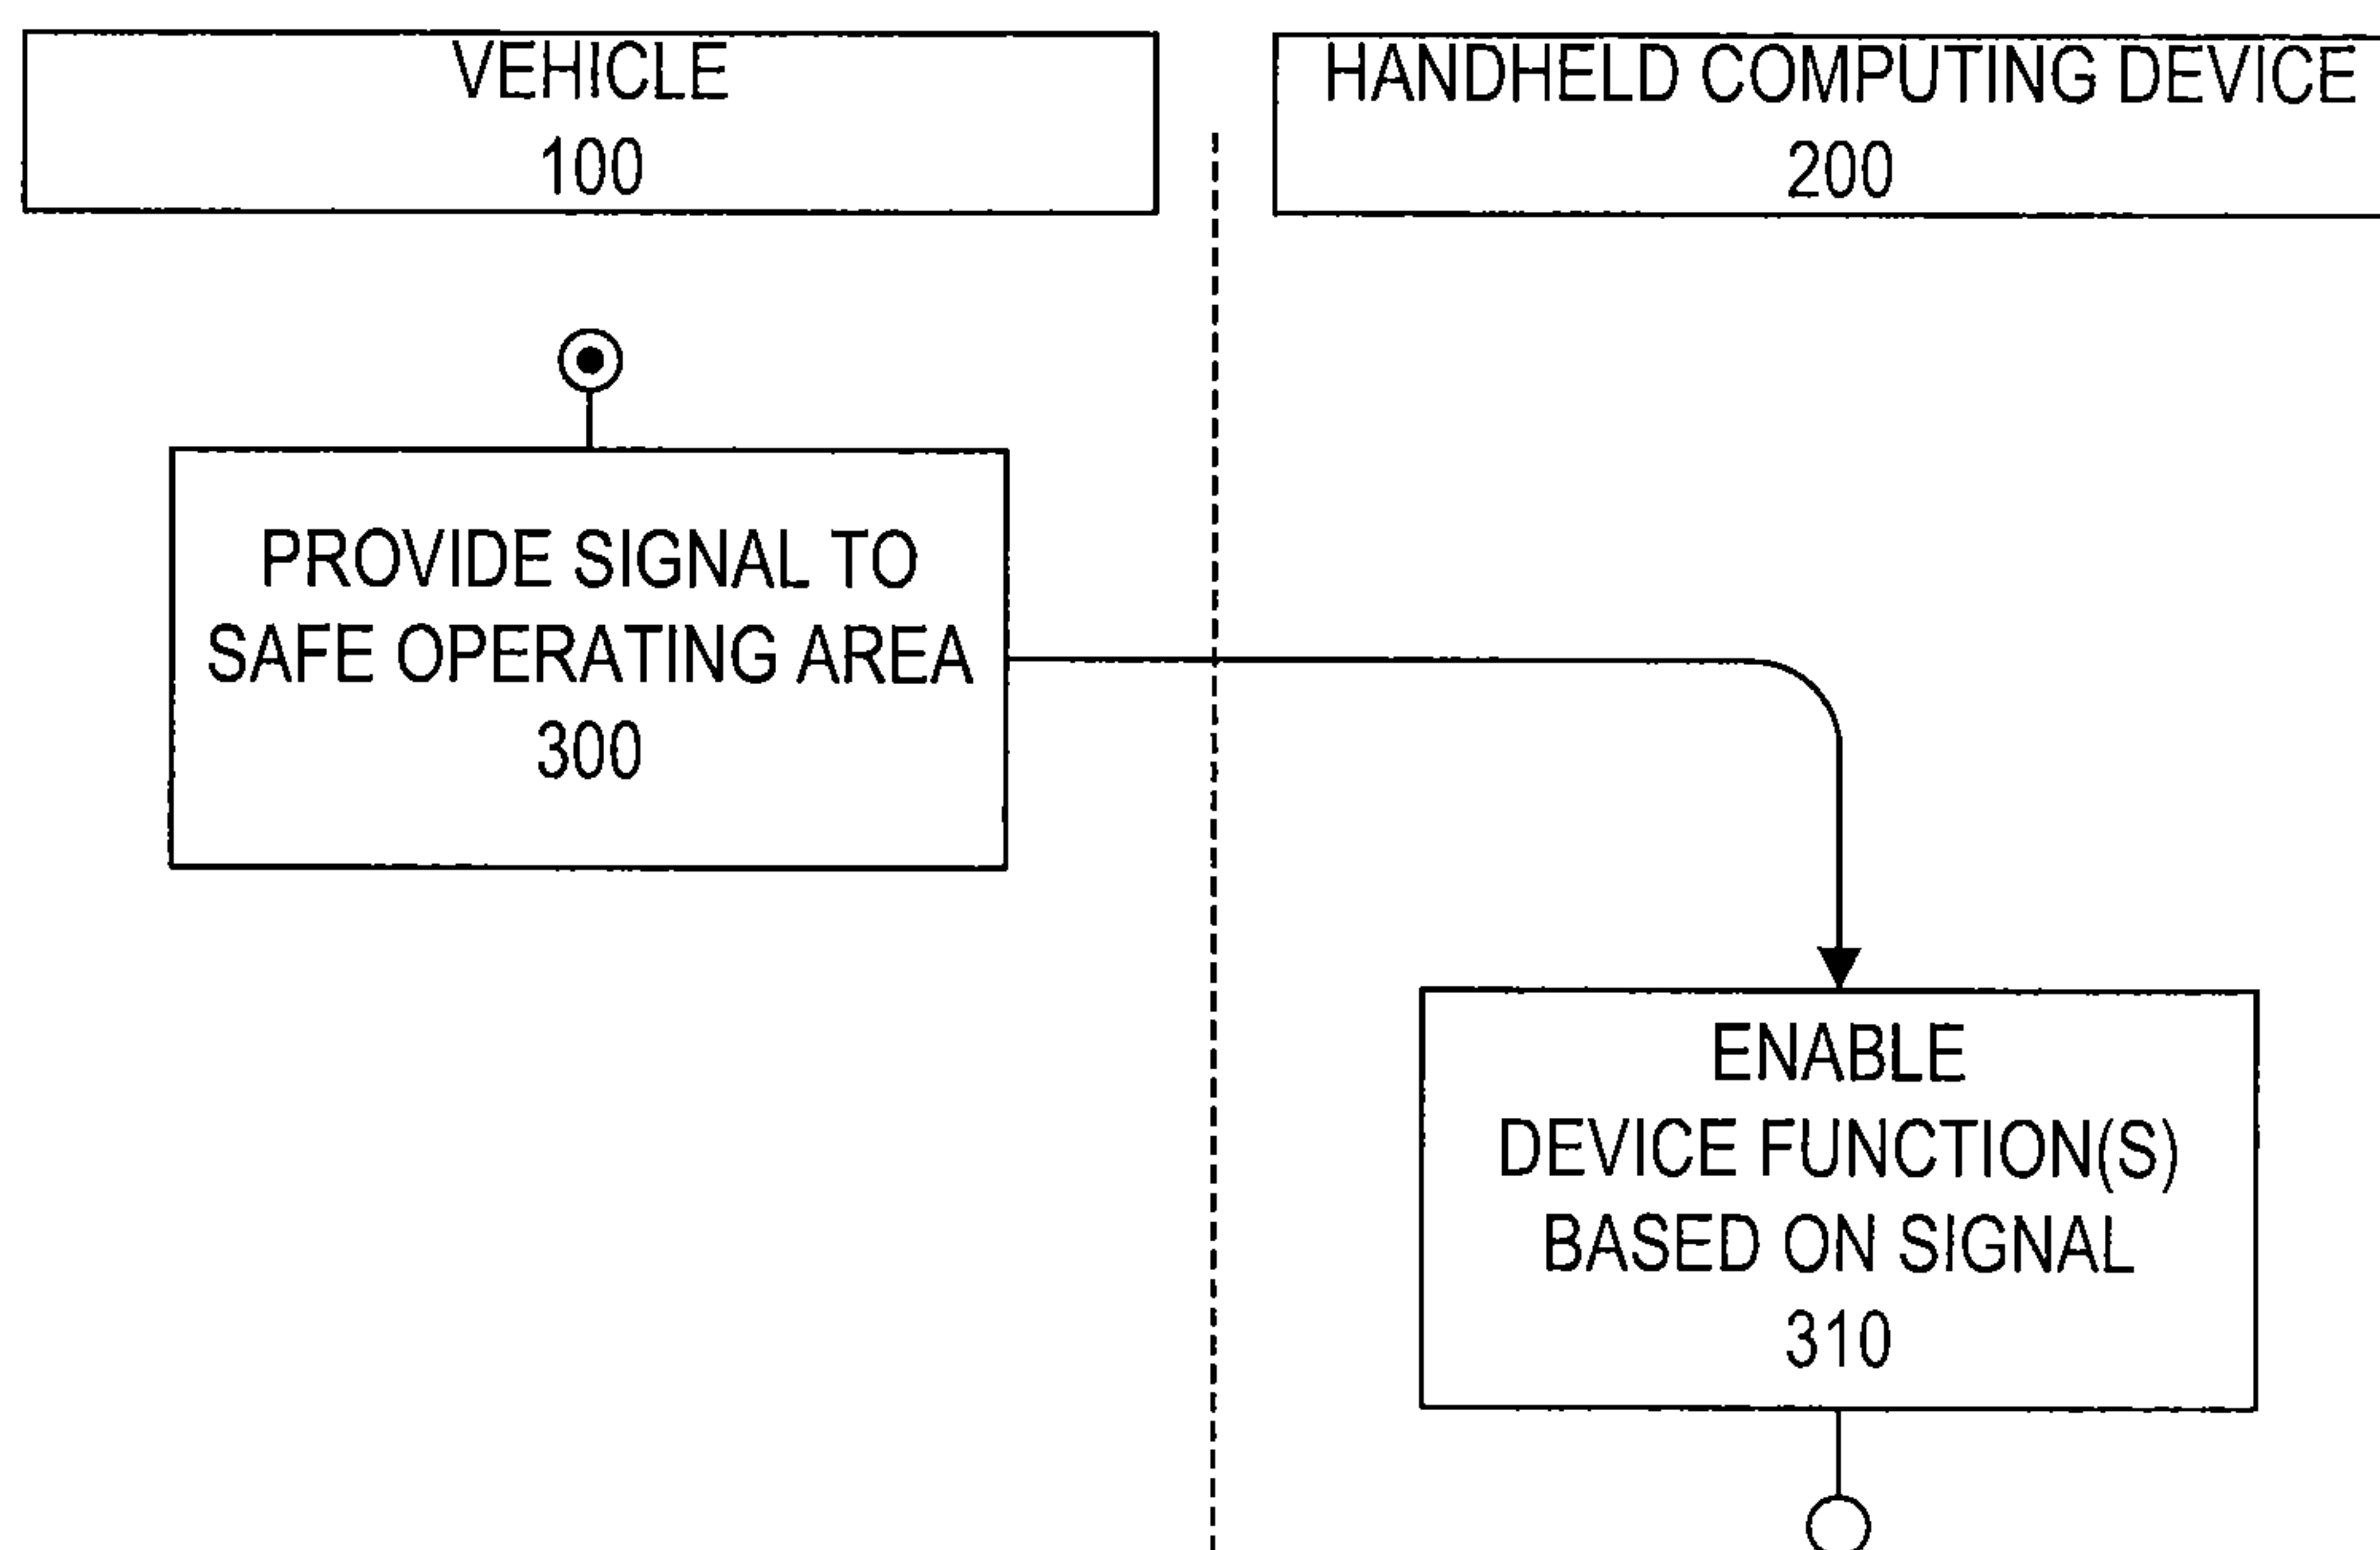 VEHICLE
100
HANDHELD COMPUTING DEVICE
200
PROVIDE SIGNAL TO
SAFE OPERATING AREA
300
ENABLE
DEVICE FUNCTION(S)
BASED ON SIGNAL
310